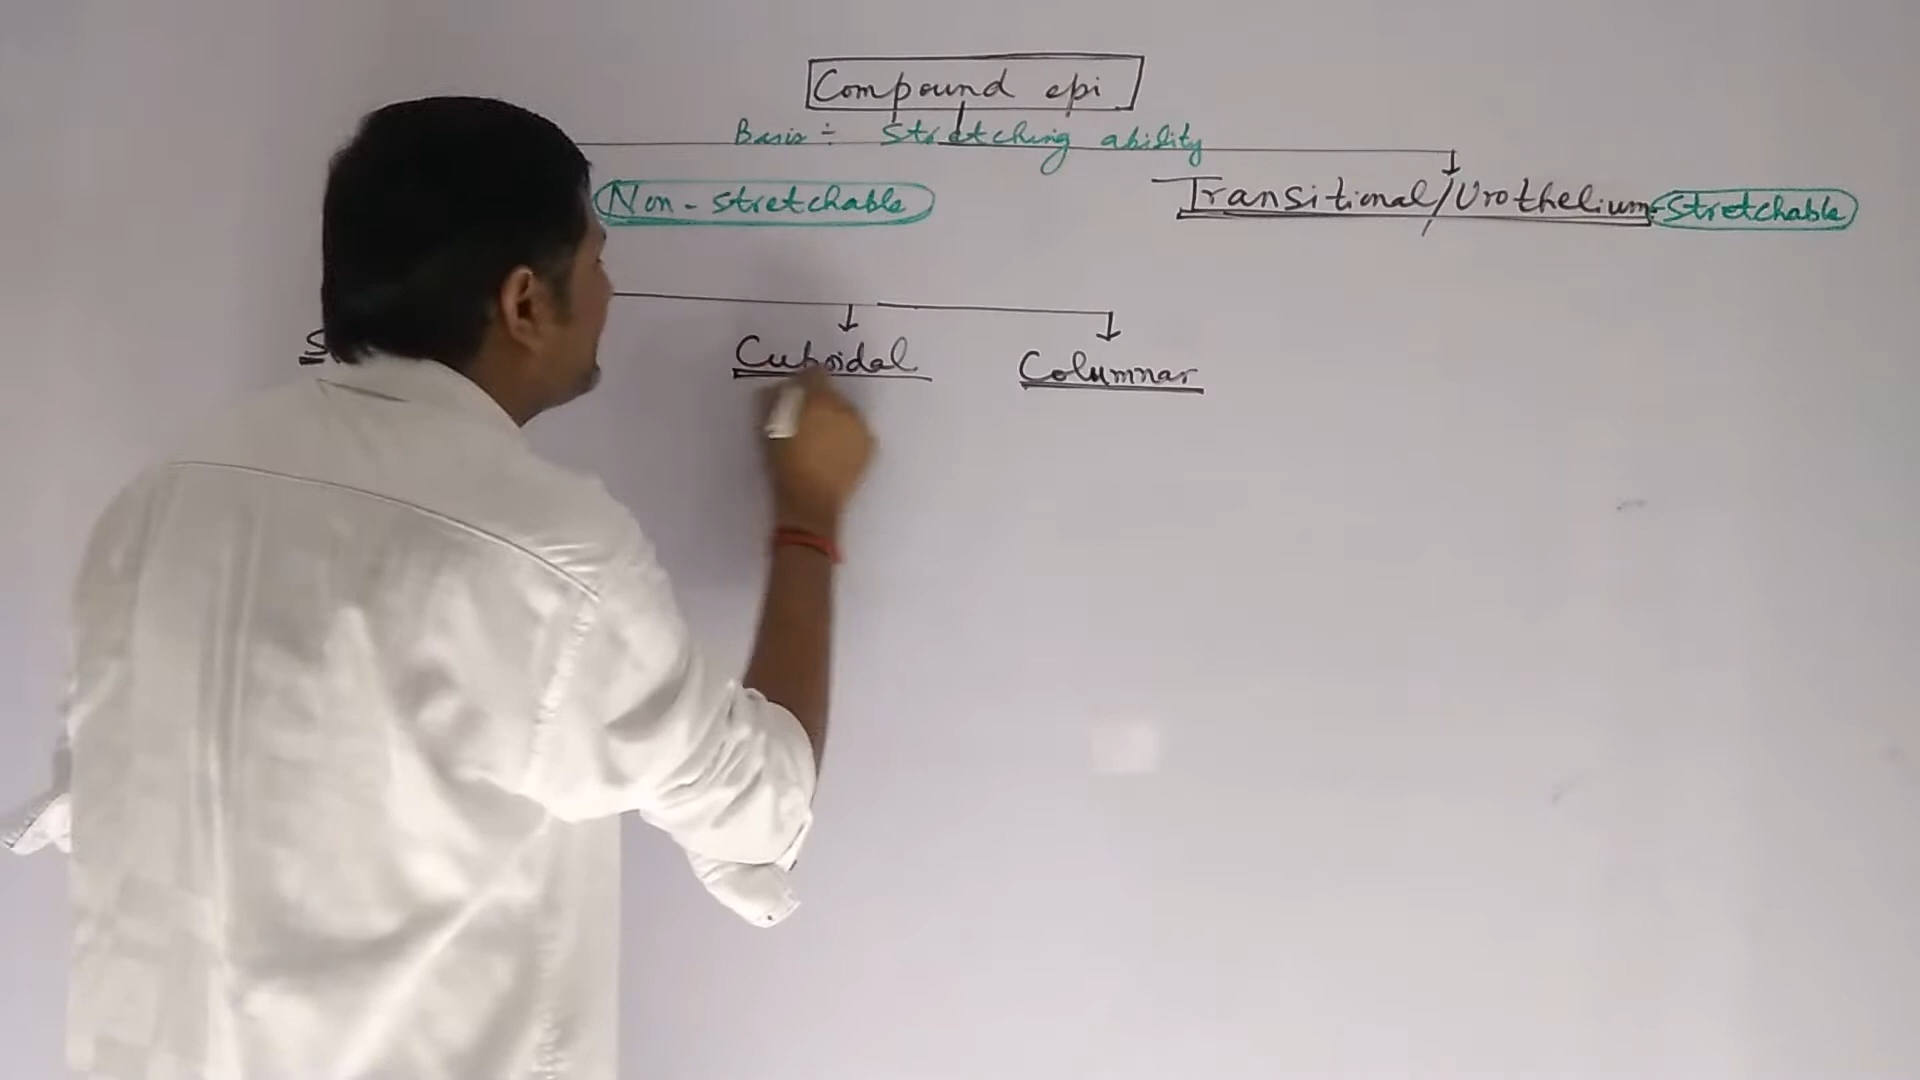 Compound epi
Basis ÷ Stretching ability
Non - stretchable
Transitional/Urothelium - Stretchable
Cuboidal
Columnar